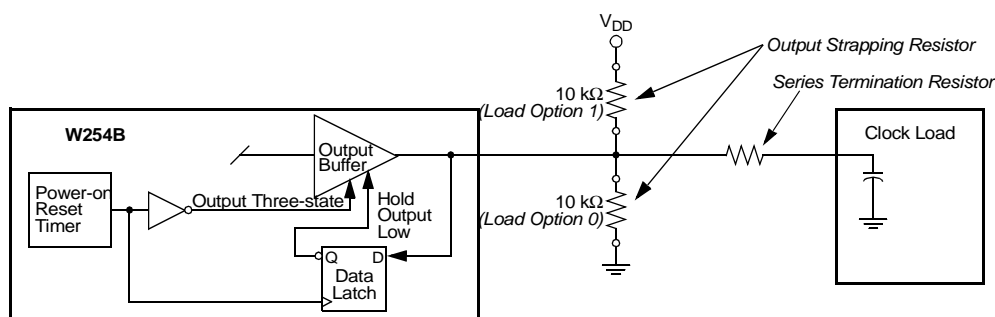 V_DD
Output Strapping Resistor
Series Termination Resistor
10 kΩ
(Load Option 1)
W254B
Output
Buffer
Clock Load
Power-on
Reset
Timer
Output Three-state
Hold
Output
Low
10 kΩ
(Load Option 0)
Q
D
Data
Latch